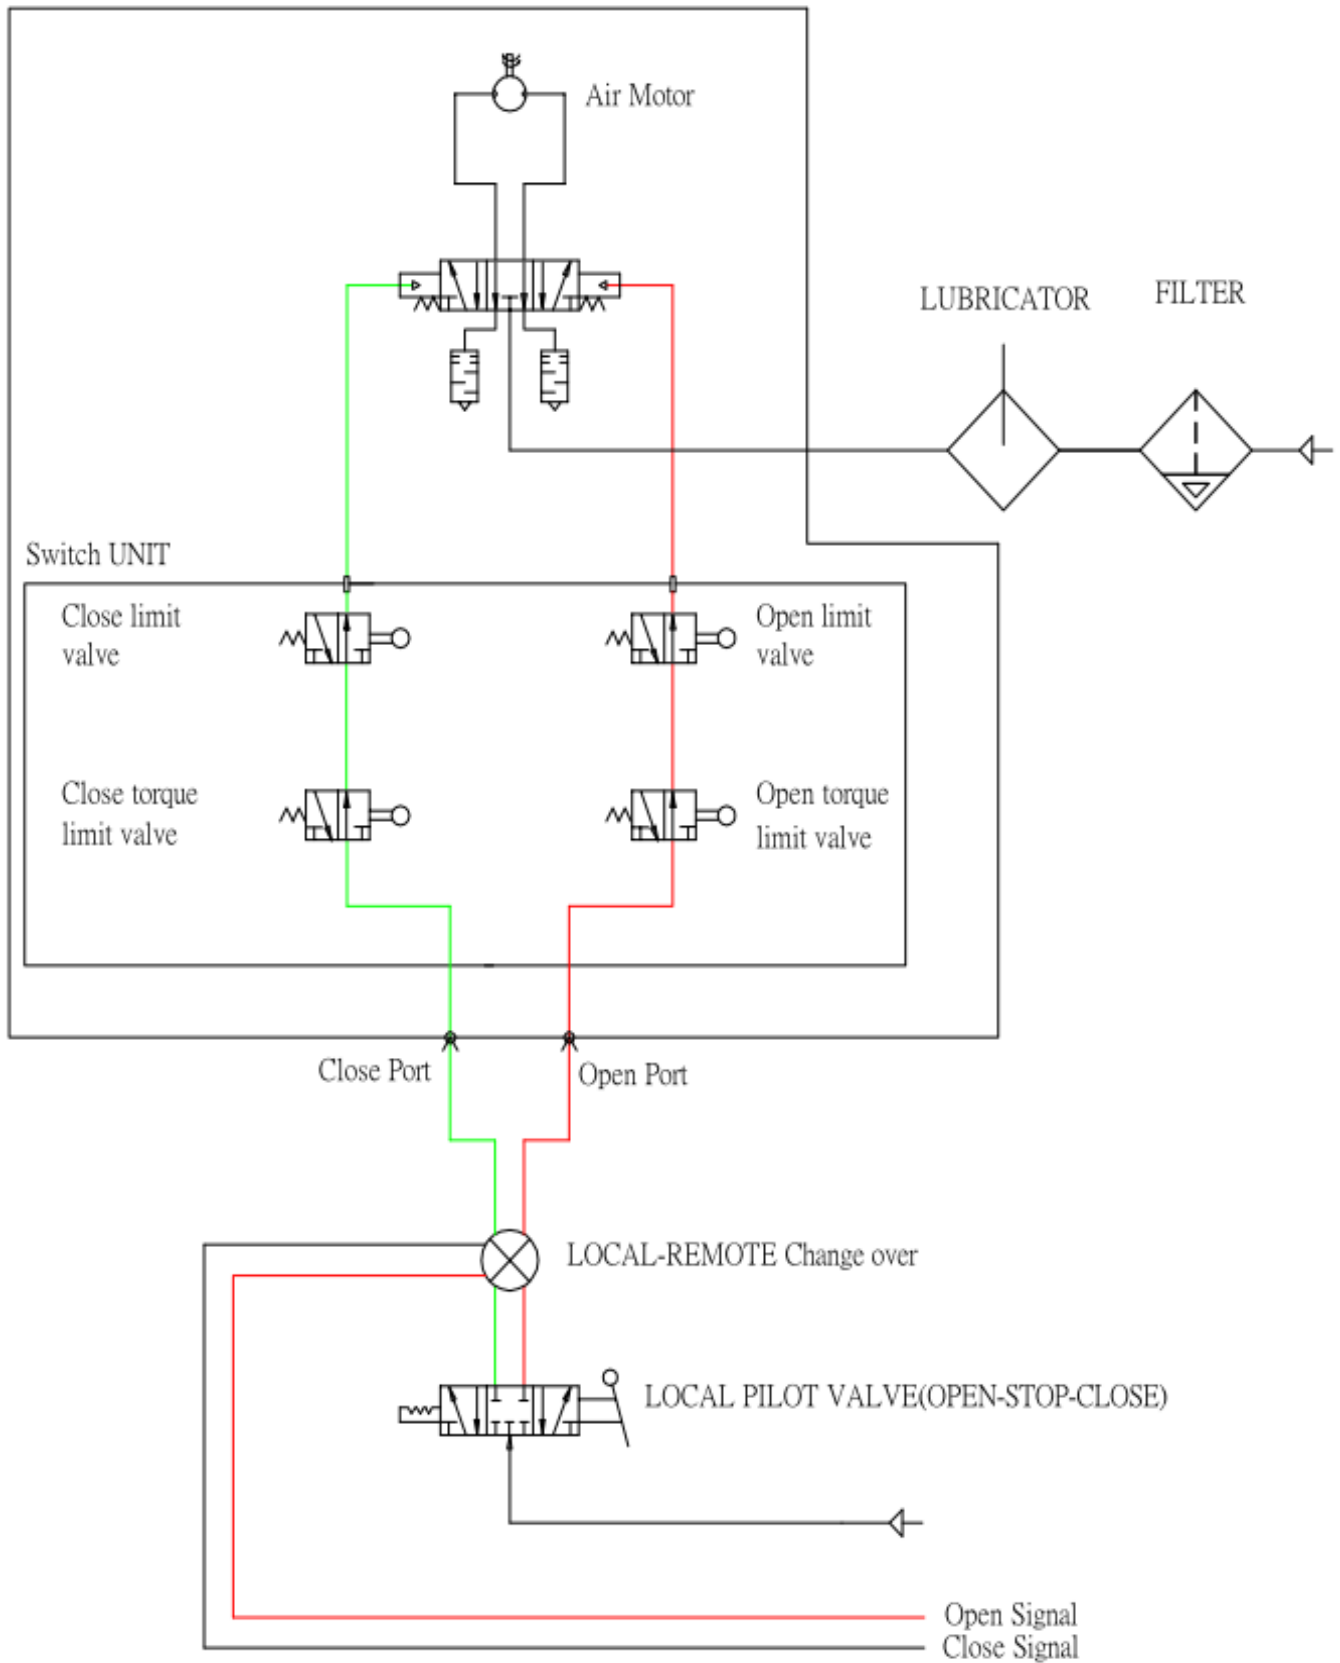 Air Motor
LUBRICATOR
FILTER
Switch UNIT
Close limit
valve
Open limit
valve
Close torque
limit valve
Open torque
limit valve
Close Port
Open Port
LOCAL-REMOTE Change over
LOCAL PILOT VALVE(OPEN-STOP-CLOSE)
Open Signal
Close Signal